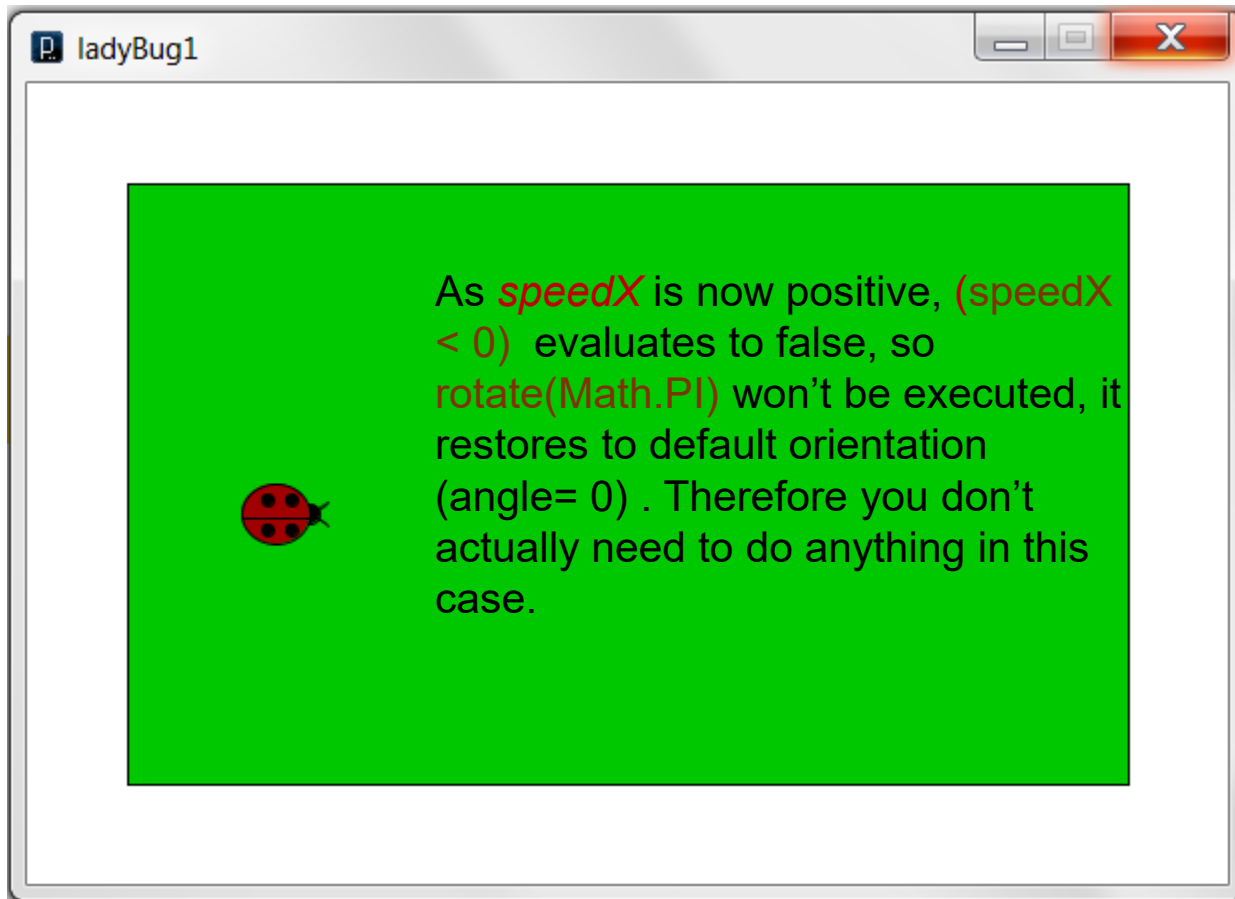 ladyBug1
As speedX is now positive, (speedX
< 0)  evaluates to false, so
rotate(Math.PI) won’t be executed, it
restores to default orientation
(angle= 0) . Therefore you don’t
actually need to do anything in this
case.